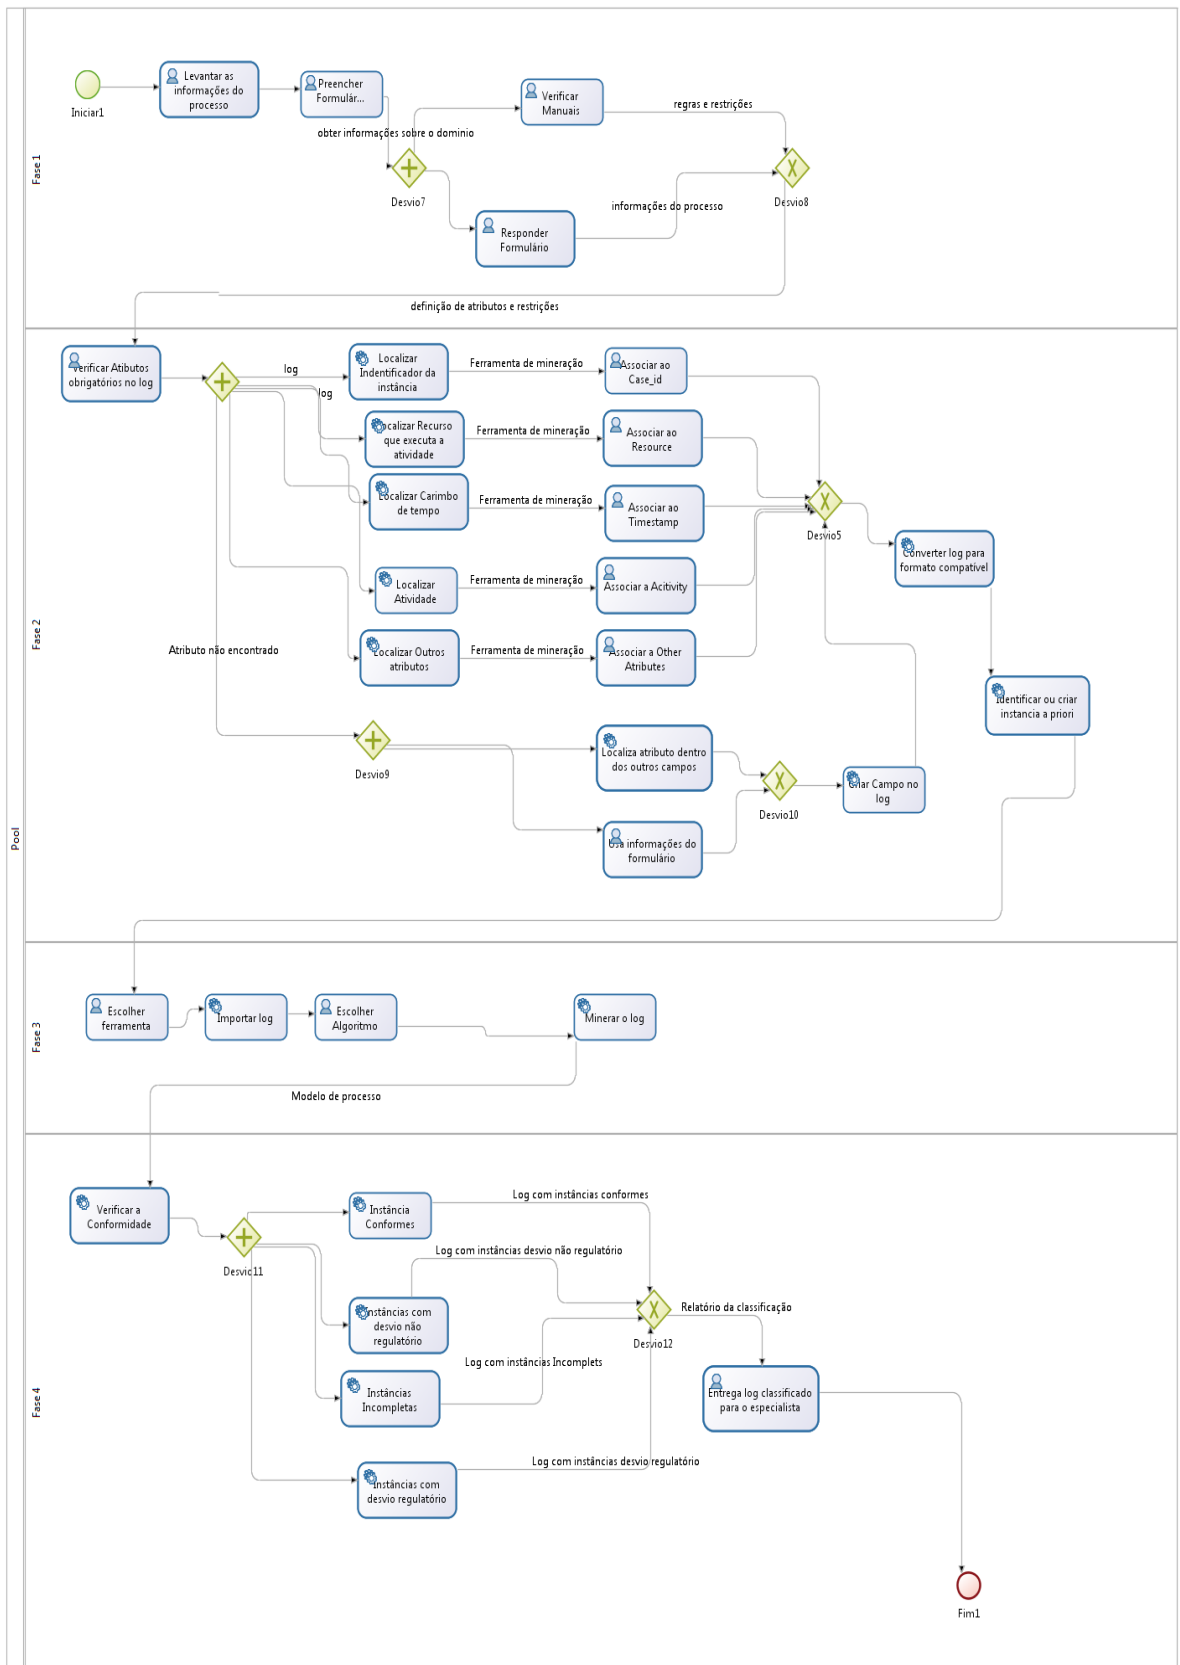 Pool
Fase 1
Iniciar1
Levantar as
informações do
processo
Preencher
Formulár...
obter informações sobre o dominio
Desvio7
Verificar
Manuais
regras e restrições
Responder
Formulário
informações do processo
Desvio8
definição de atributos e restrições
Fase 2
Verificar Atibutos
obrigatórios no log
log
log
Localizar
Indentificador da
instância
Ferramenta de mineração
Associar ao
Case_id
Localizar Recurso
que executa a
atividade
Ferramenta de mineração
Associar ao
Resource
Localizar Carimbo
de tempo
Ferramenta de mineração
Associar ao
Timestamp
Localizar
Atividade
Ferramenta de mineração
Associar a Acitivity
Localizar Outros
atributos
Ferramenta de mineração
Associar a Other
Atributes
Desvio5
Converter log para
formato compatível
Identificar ou criar
instancia a priori
Atributo não encontrado
Desvio9
Localiza atributo dentro
dos outros campos
Usa informações do
formulário
Desvio10
Criar Campo no
log
Fase 3
Escolher
ferramenta
Importar log
Escolher
Algoritmo
Minerar o log
Modelo de processo
Fase 4
Verificar a
Conformidade
Desvio11
Instância
Conformes
Log com instâncias conformes
Log com instâncias desvio não regulatório
Instâncias com
desvio não
regulatório
Log com instâncias Incomplets
Instâncias
Incompletas
Log com instâncias desvio regulatório
Instâncias com
desvio regulatório
Desvio12
Relatório da classificação
Entrega log classificado
para o especialista
Fim1